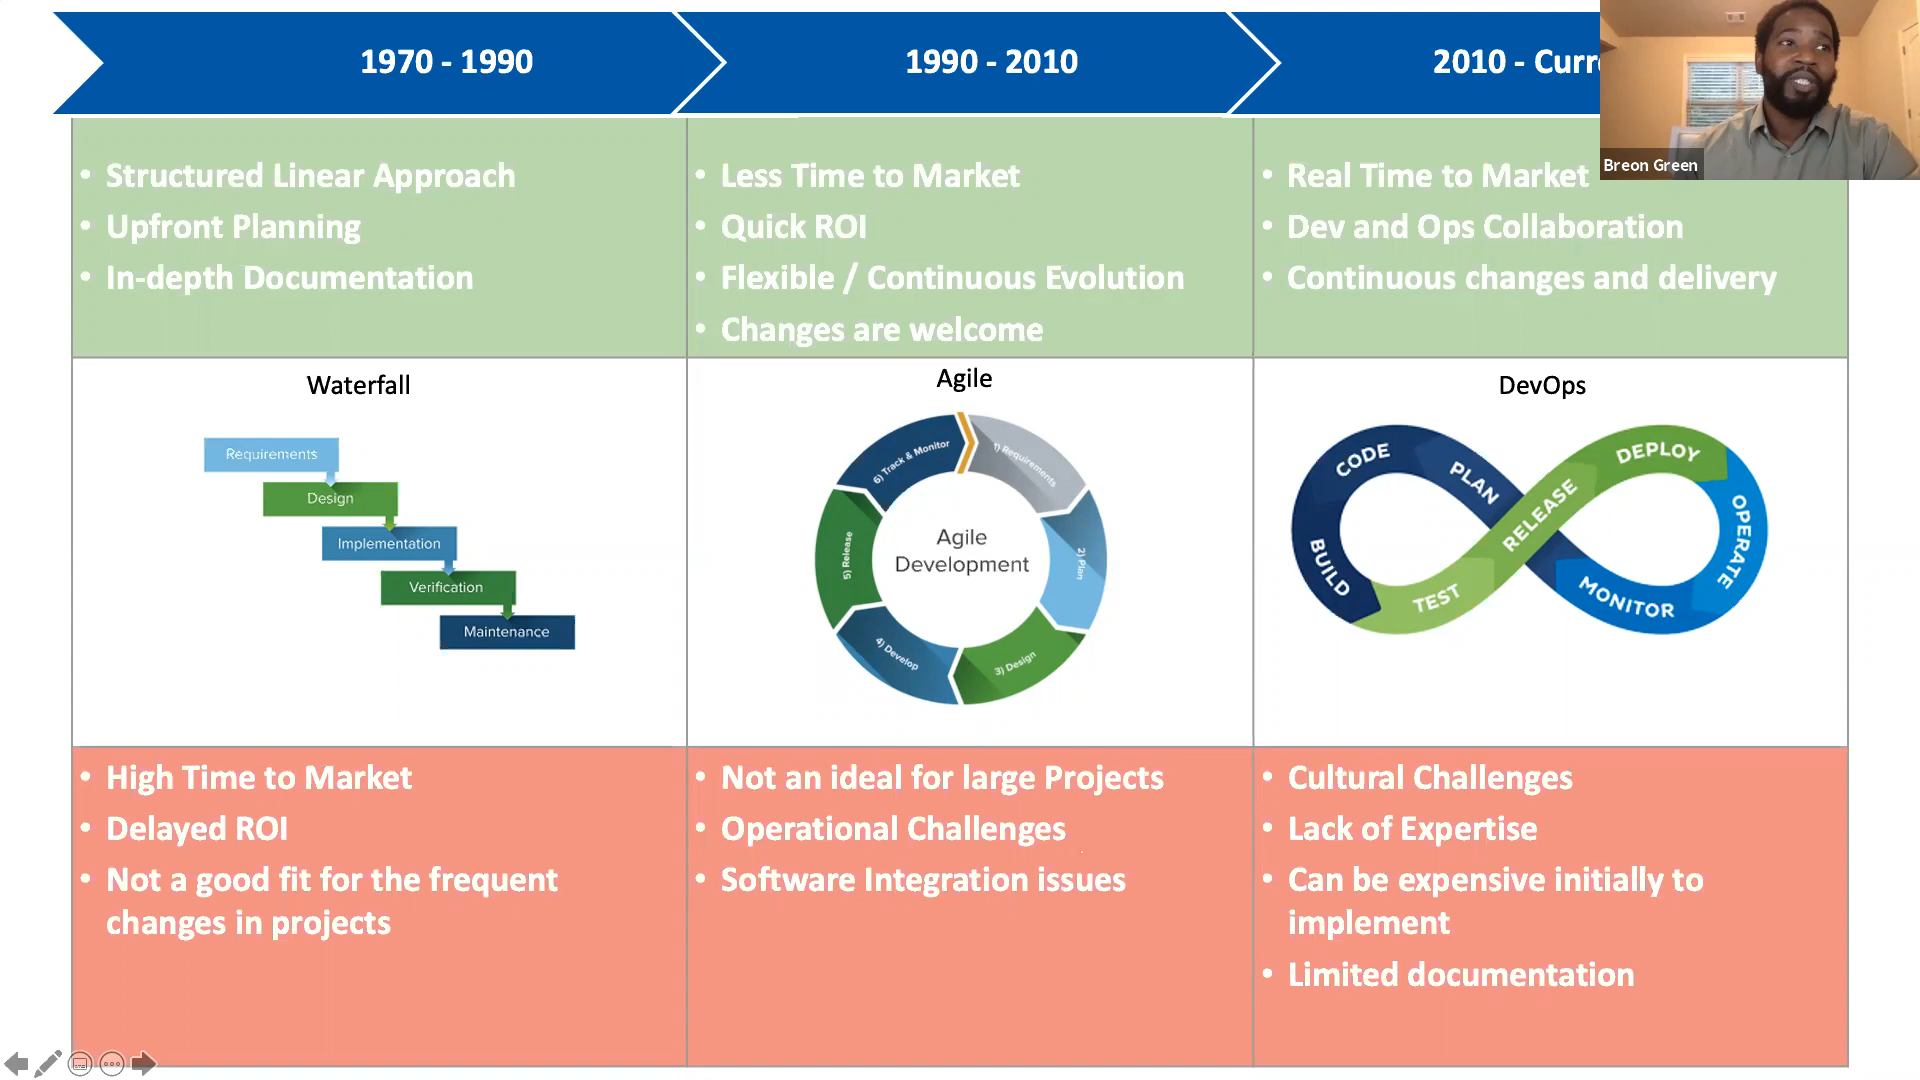 1970 - 1990
1990 - 2010
2010 - Curr
Breon Green
• Structured Linear Approach
• Upfront Planning
• In-depth Documentation
• Less Time to Market
• Quick ROI
• Flexible / Continuous Evolution
• Changes are welcome
• Real Time to Market
• Dev and Ops Collaboration
• Continuous changes and delivery
Waterfall
Requirements
Design
Implementation
Verification
Maintenance
Agile
1) Requirements
2) Plan
3) Design
4) Develop
5) Release
6) Track & Monitor
Agile
Development
DevOps
CODE
PLAN
BUILD
TEST
RELEASE
DEPLOY
OPERATE
MONITOR
• High Time to Market
• Delayed ROI
• Not a good fit for the frequent
changes in projects
• Not an ideal for large Projects
• Operational Challenges
• Software Integration issues
• Cultural Challenges
• Lack of Expertise
• Can be expensive initially to
implement
• Limited documentation